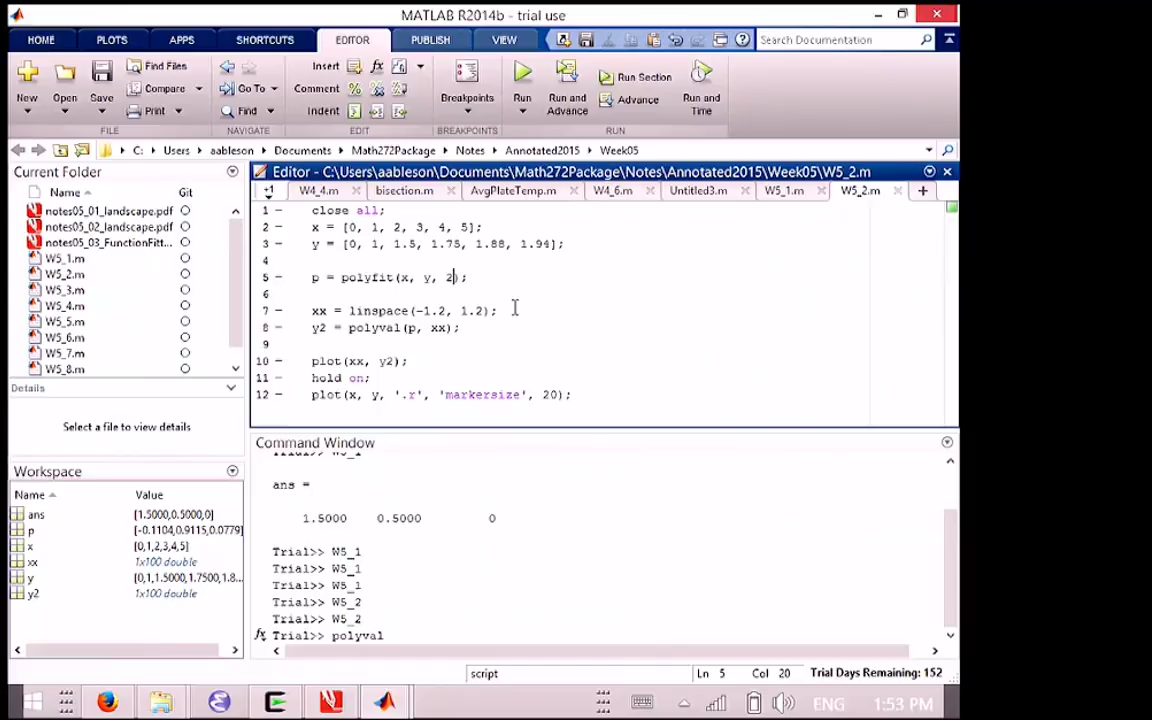 MATLAB R2014b - trial use
HOME PLOTS APPS SHORTCUTS EDITOR PUBLISH VIEW Search Documentation
New Open Save Find Files Compare Print Go To Find Insert fx Comment Indent Breakpoints Run Run and Advance Run Section Advance Run and Time
FILE NAVIGATE EDIT BREAKPOINTS RUN
C: Users aableson Documents Math272Package Notes Annotated2015 Week05
Current Folder
Name Git
notes05_01_landscape.pdf
notes05_02_landscape.pdf
notes05_03_FunctionFitt...
W5_1.m
W5_2.m
W5_3.m
W5_4.m
W5_5.m
W5_6.m
W5_7.m
W5_8.m
Details
Select a file to view details
Workspace
Name Value
ans [1.5000,0.5000,0]
p [-0.1104,0.9115,0.0779]
x [0,1,2,3,4,5]
xx 1x100 double
y [0,1,1.5000,1.7500,1.8...
y2 1x100 double
Editor - C:\Users\aableson\Documents\Math272Package\Notes\Annotated2015\Week05\W5_2.m
+1 W4_4.m bisection.m AvgPlateTemp.m W4_6.m Untitled3.m W5_1.m W5_2.m
1 - close all;
2 - x = [0, 1, 2, 3, 4, 5];
3 - y = [0, 1, 1.5, 1.75, 1.88, 1.94];
4
5 - p = polyfit(x, y, 2);
6
7 - xx = linspace(-1.2, 1.2);
8 - y2 = polyval(p, xx);
9
10 - plot(xx, y2);
11 - hold on;
12 - plot(x, y, '.r', 'markersize', 20);
Command Window
Trial>> W5_1
ans =
1.5000 0.5000 0
Trial>> W5_1
Trial>> W5_1
Trial>> W5_1
Trial>> W5_2
Trial>> W5_2
fx Trial>> polyval
script Ln 5 Col 20 Trial Days Remaining: 152
ENG 1:53 PM